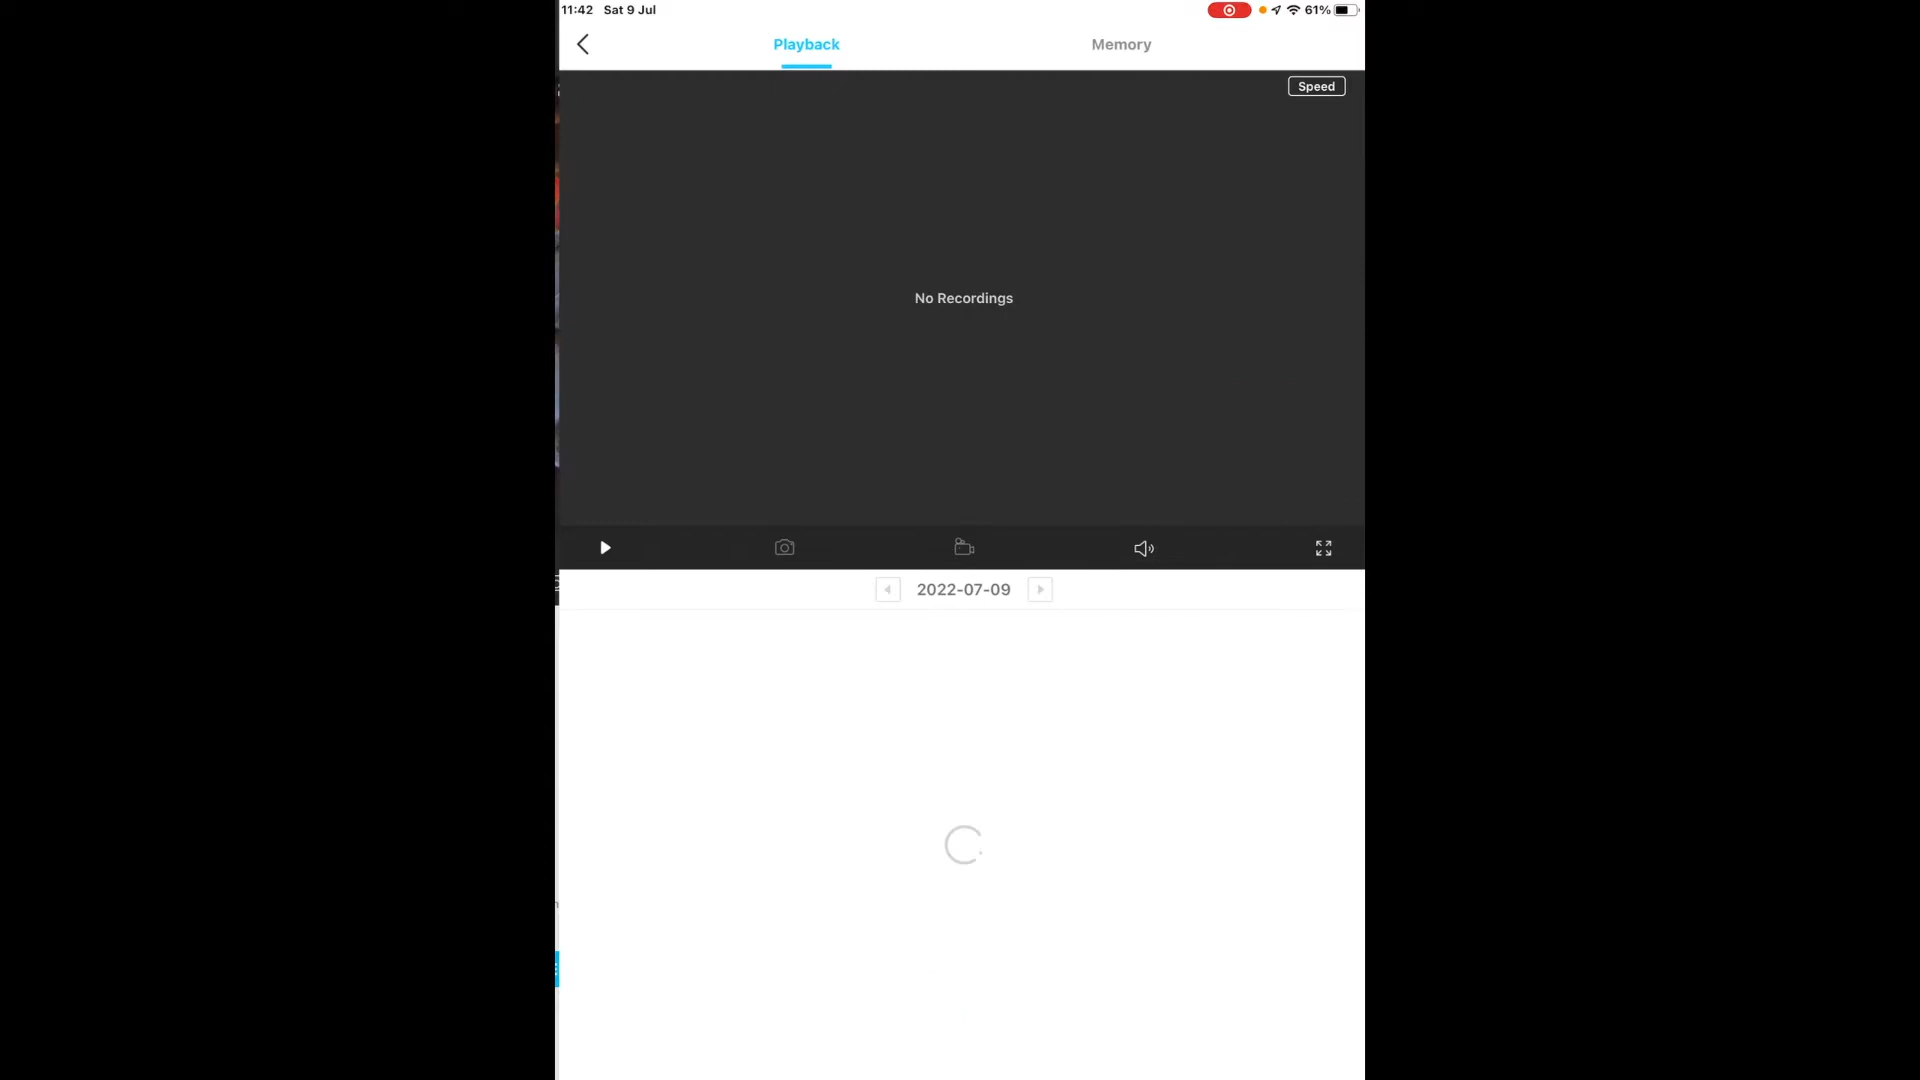 11:42 Sat 9 Jul 61%
Playback Memory
Speed
No Recordings
2022-07-09